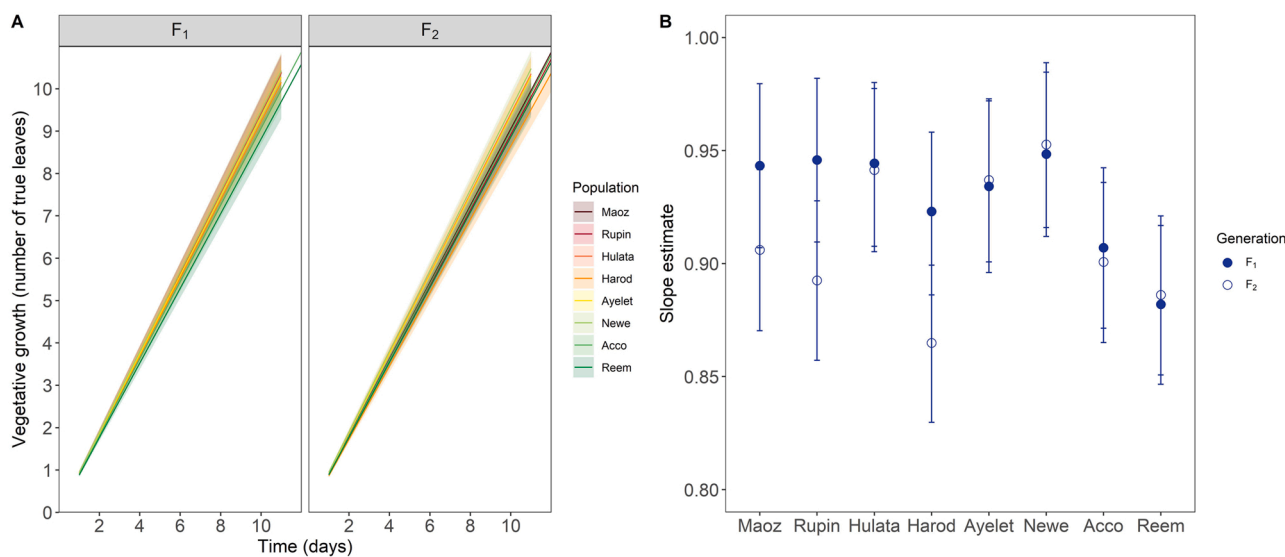 A
F1
F2
Vegetative growth (number of true leaves)
10
9
8
7
6
5
4
3
2
1
0
2 4 6 8 10
2 4 6 8 10
Time (days)
Population
Maoz
Rupin
Hulata
Harod
Ayelet
Newe
Acco
Reem
B
Slope estimate
1.00
0.95
0.90
0.85
0.80
Maoz Rupin Hulata Harod Ayelet Newe Acco Reem
Generation
F1
F2